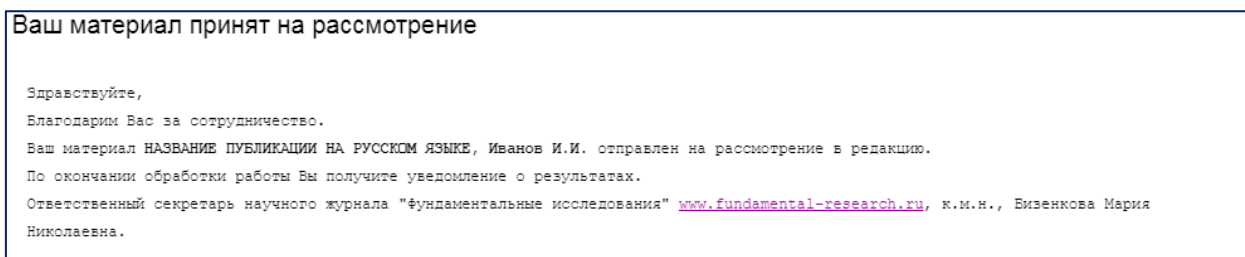 Ваш материал принят на рассмотрение
Здравствуйте,
Благодарим Вас за сотрудничество.
Ваш материал НАЗВАНИЕ ПУБЛИКАЦИИ НА РУССКОМ ЯЗЫКЕ, Иванов И.И. отправлен на рассмотрение в редакцию.
По окончании обработки работы Вы получите уведомление о результатах.
Ответственный секретарь научного журнала "Фундаментальные исследования" www.fundamental-research.ru, к.м.н., Бизенкова Мария
Николаевна.